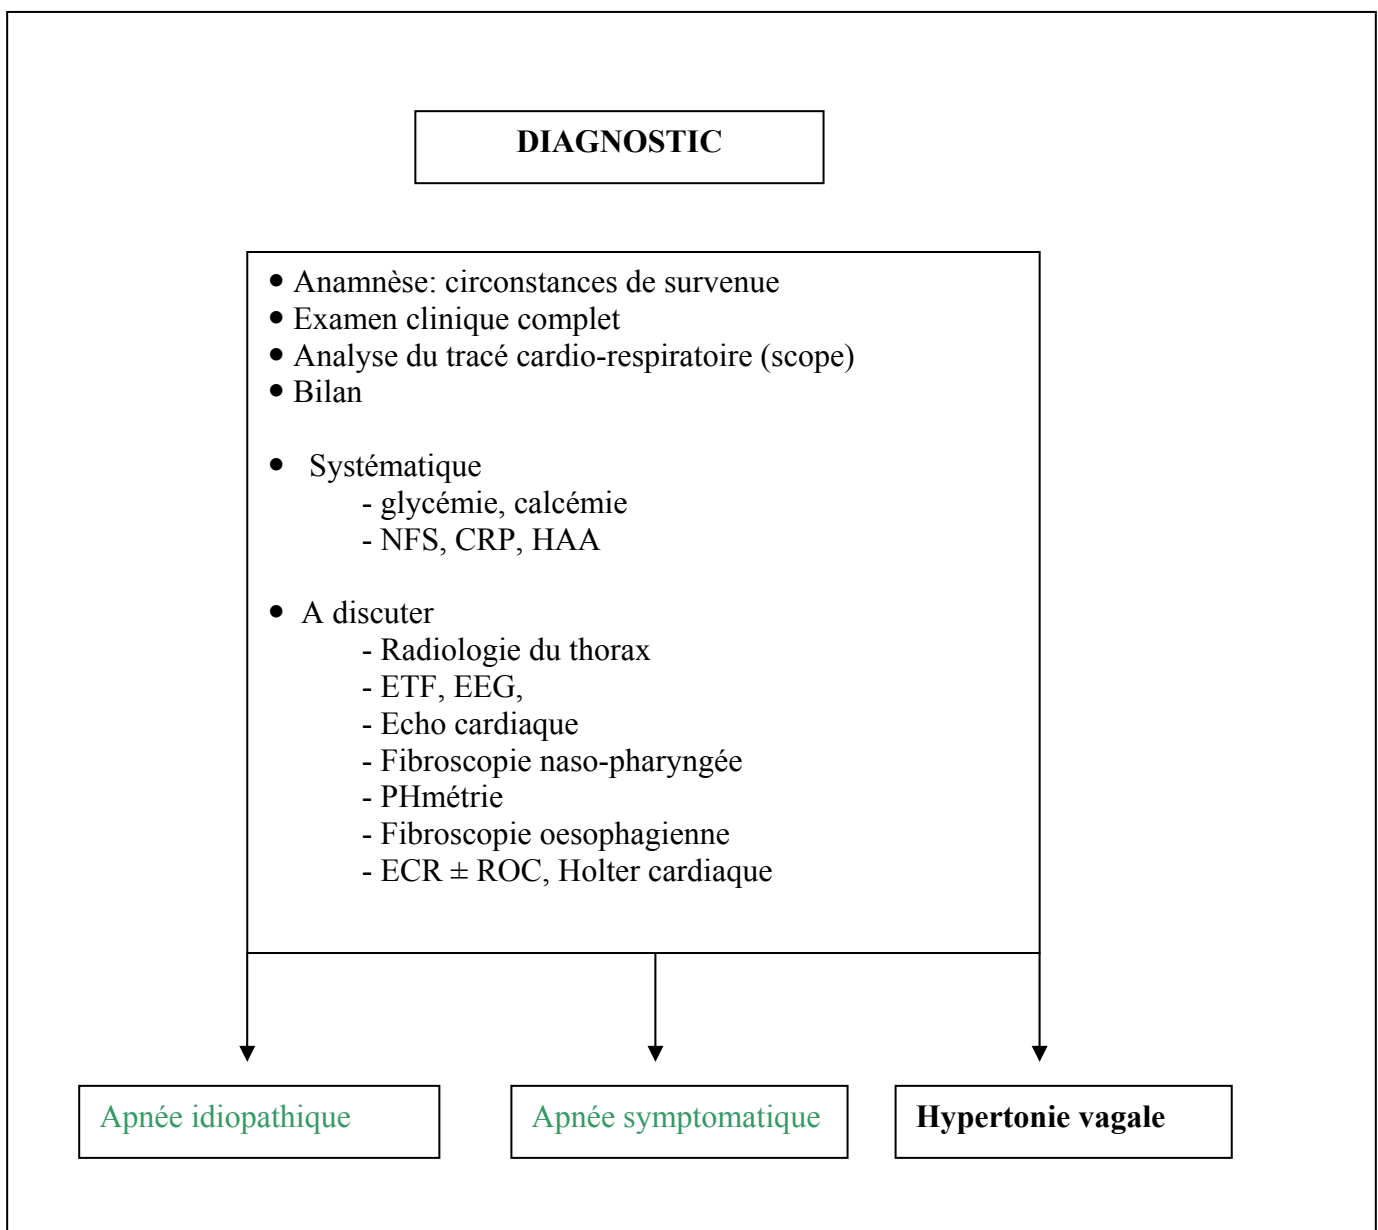 DIAGNOSTIC
• Anamnèse: circonstances de survenue
• Examen clinique complet
• Analyse du tracé cardio-respiratoire (scope)
• Bilan
• Systématique
- glycémie, calcémie
- NFS, CRP, HAA
• A discuter
- Radiologie du thorax
- ETF, EEG,
- Echo cardiaque
- Fibroscopie naso-pharyngée
- PHmétrie
- Fibroscopie oesophagienne
- ECR ± ROC, Holter cardiaque
Apnée idiopathique
Apnée symptomatique
Hypertonie vagale